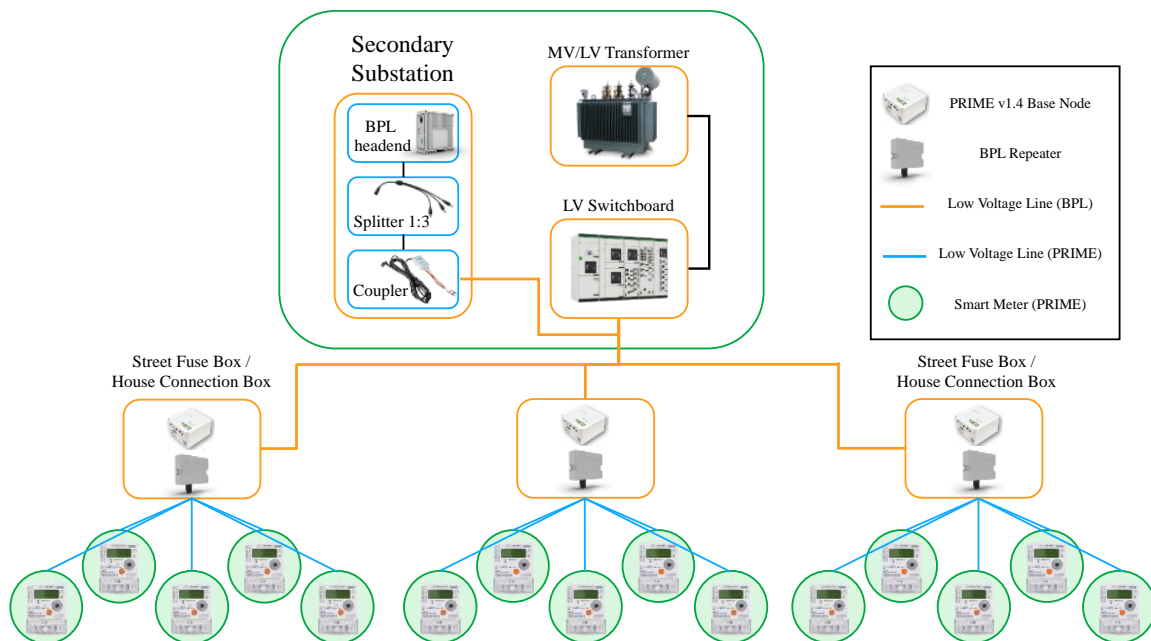 Secondary
Substation
MV/LV Transformer
BPL
headend
Splitter 1:3
Coupler
LV Switchboard
PRIME v1.4 Base Node
BPL Repeater
Low Voltage Line (BPL)
Low Voltage Line (PRIME)
Smart Meter (PRIME)
Street Fuse Box /
House Connection Box
Street Fuse Box /
House Connection Box